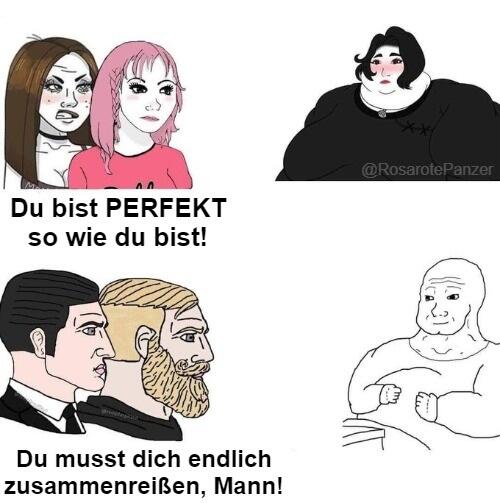 @RosarotePanzer
Du bist PERFEKT
so wie du bist!
Du musst dich endlich
zusammenreißen, Mann!